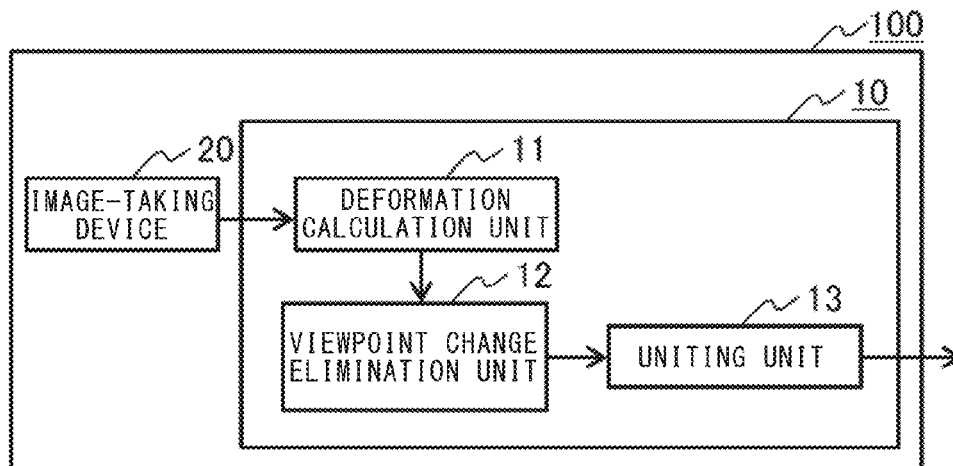 100
10
20
11
IMAGE-TAKING
DEVICE
DEFORMATION
CALCULATION UNIT
12
13
VIEWPOINT CHANGE
ELIMINATION UNIT
UNITING UNIT